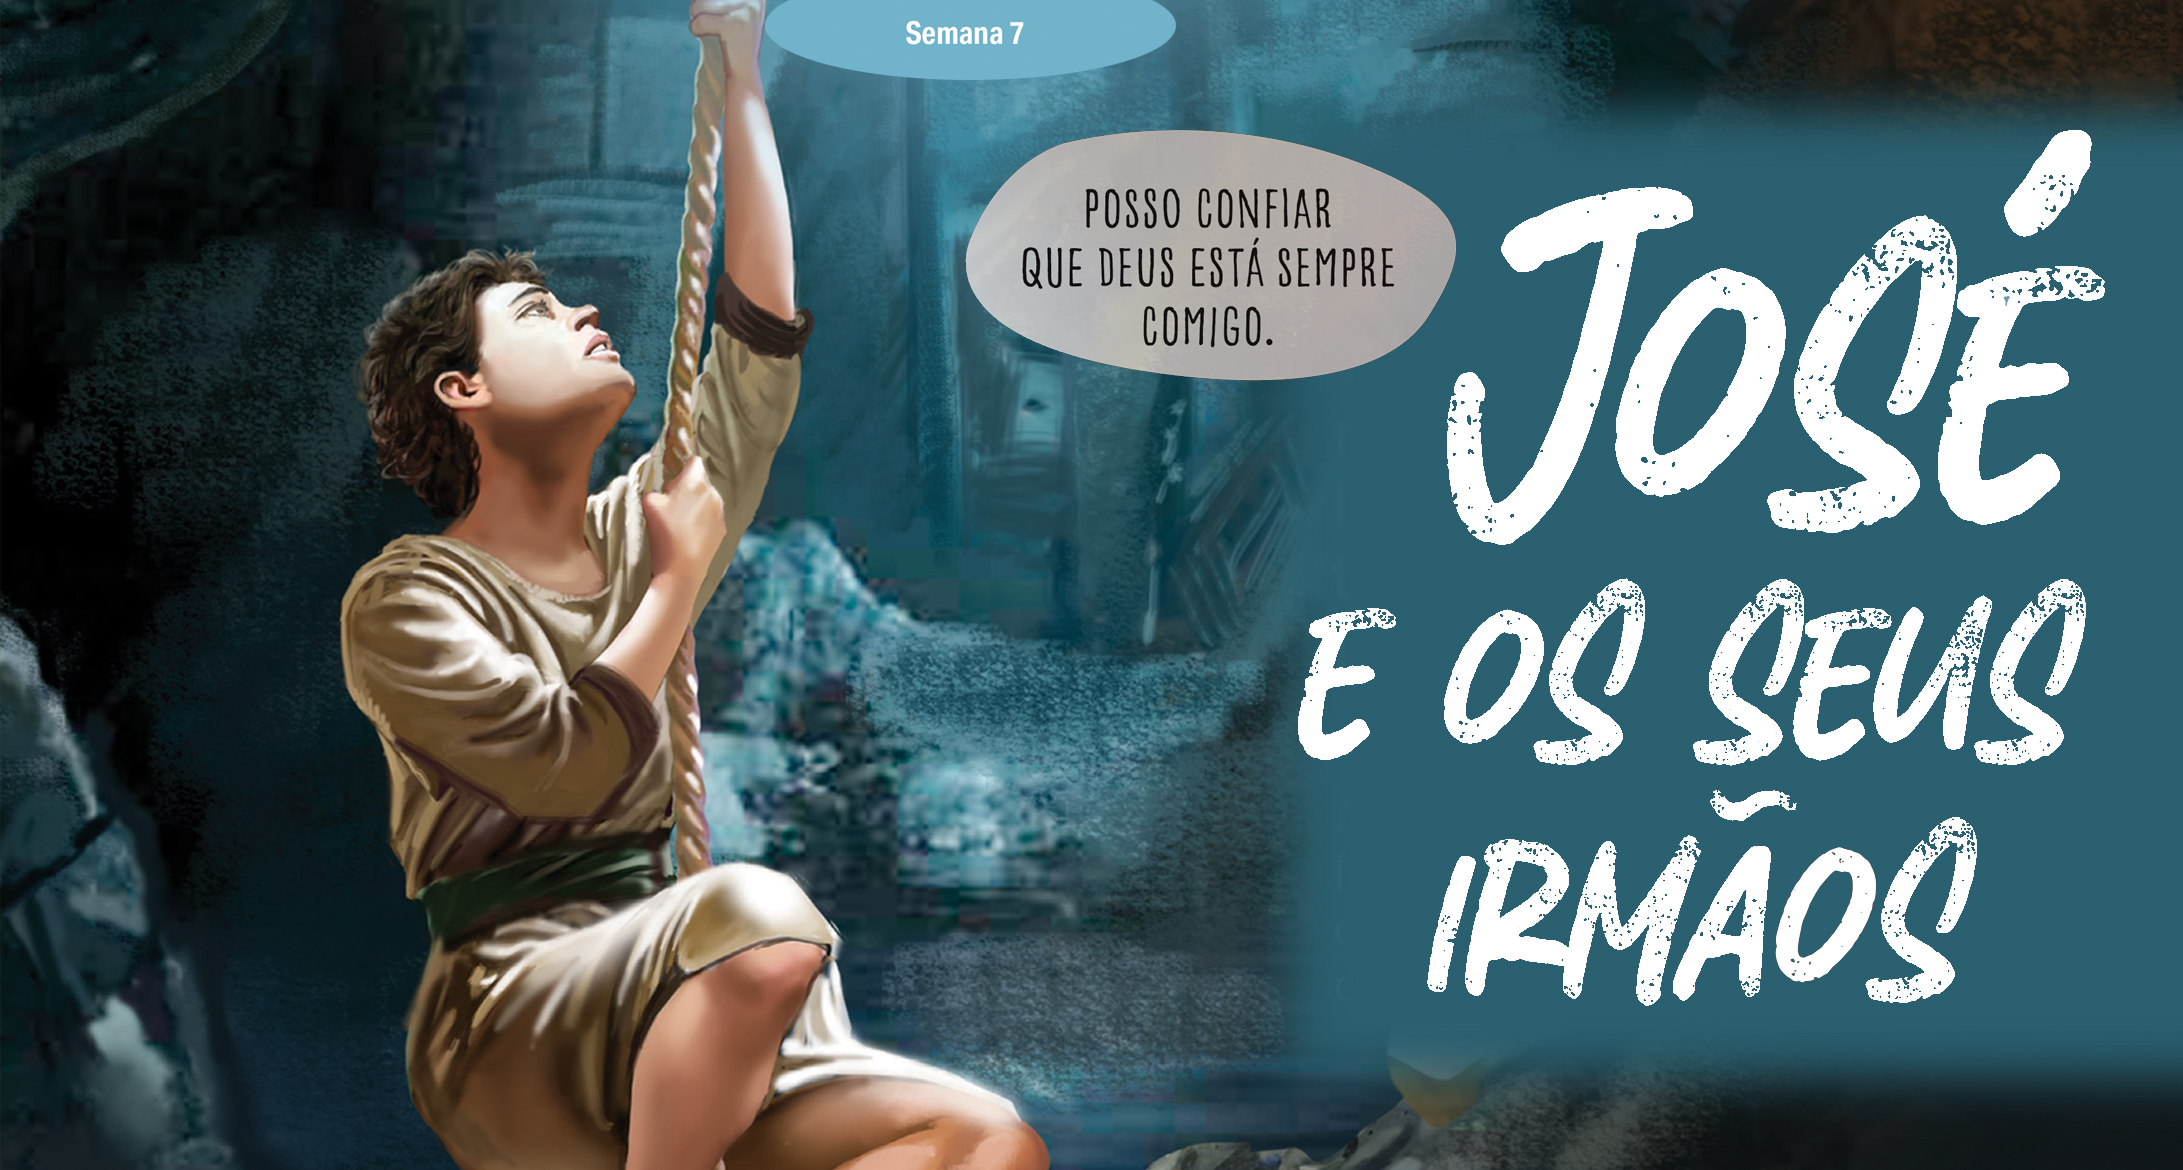 Semana 7
POSSO CONFIAR
QUE DEUS ESTÁ SEMPRE
COMIGO.
JOSÉ
E OS SEUS
IRMÃOS